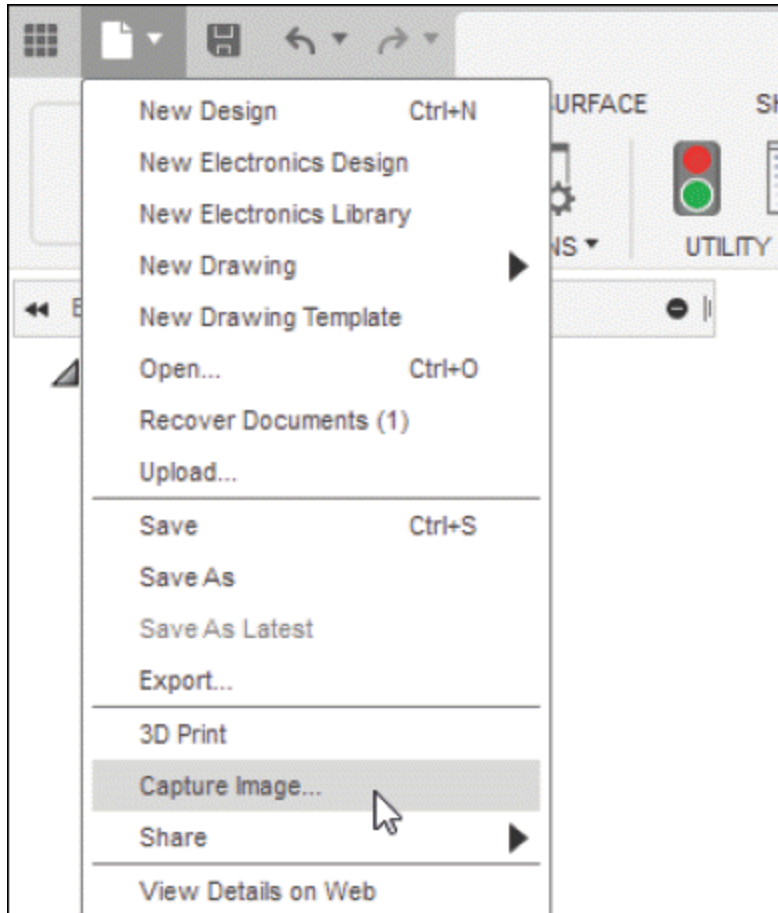 New Design Ctrl+N
New Electronics Design
New Electronics Library
New Drawing
New Drawing Template
Open... Ctrl+O
Recover Documents (1)
Upload...
Save Ctrl+S
Save As
Save As Latest
Export...
3D Print
Capture Image...
Share
View Details on Web
URFACE
SH
NS
UTILITY